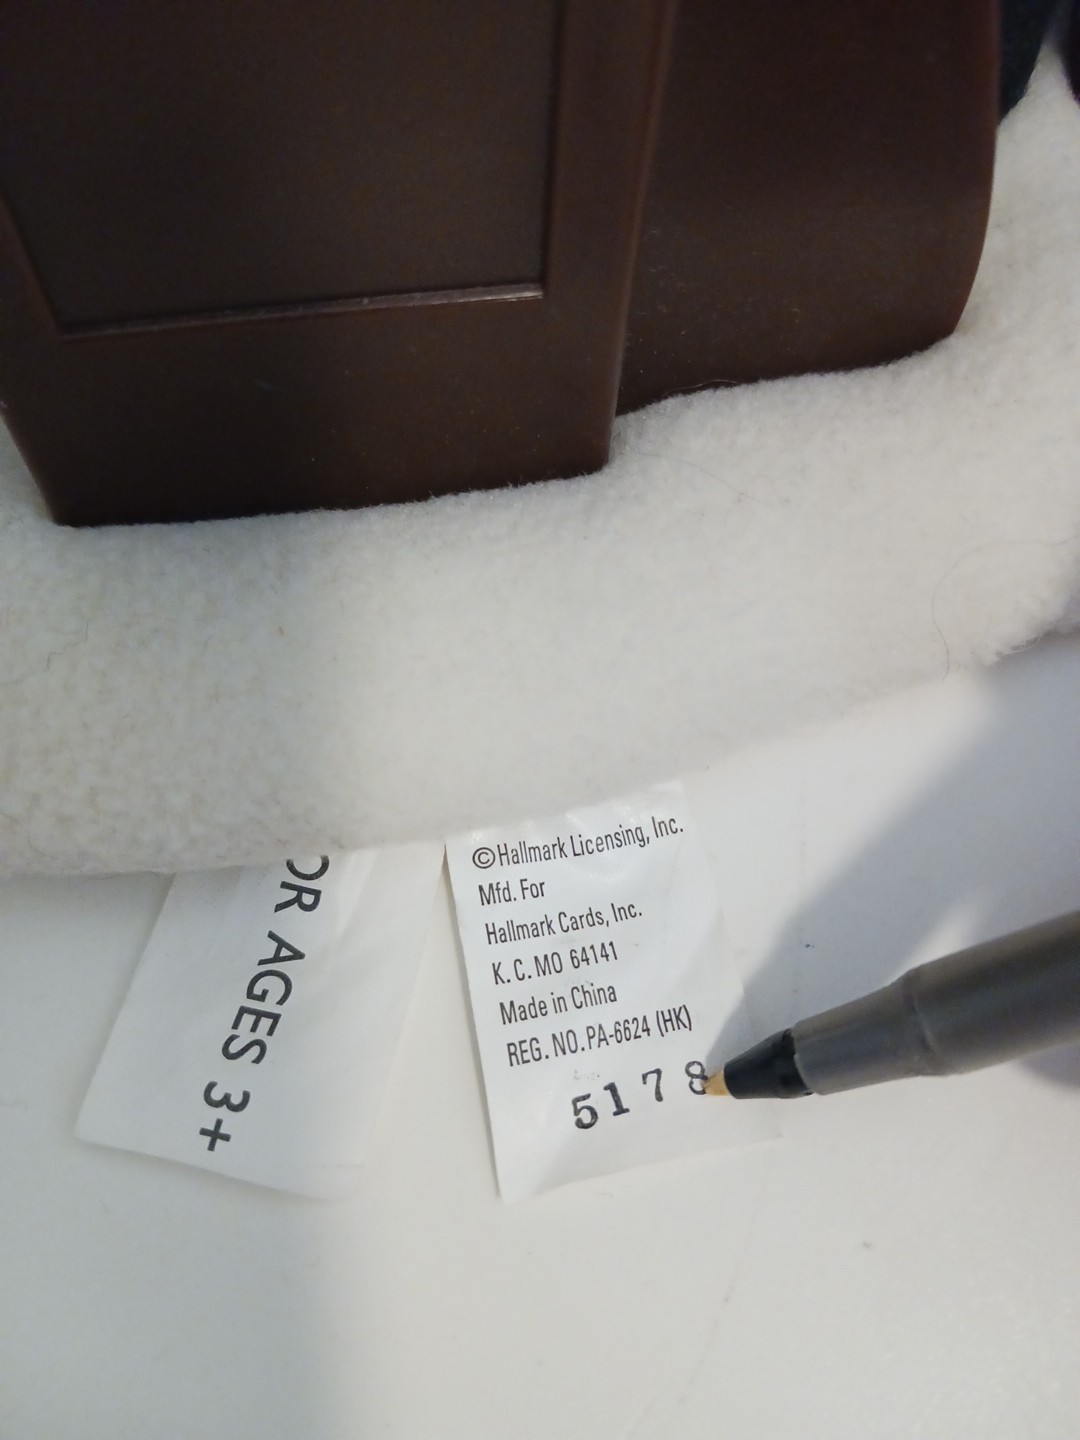 OR AGES 3+
©Hallmark Licensing, Inc.
Mfd. For
Hallmark Cards, Inc.
K.C. MO 64141
Made in China
REG. NO. PA-6624 (HK)
5178